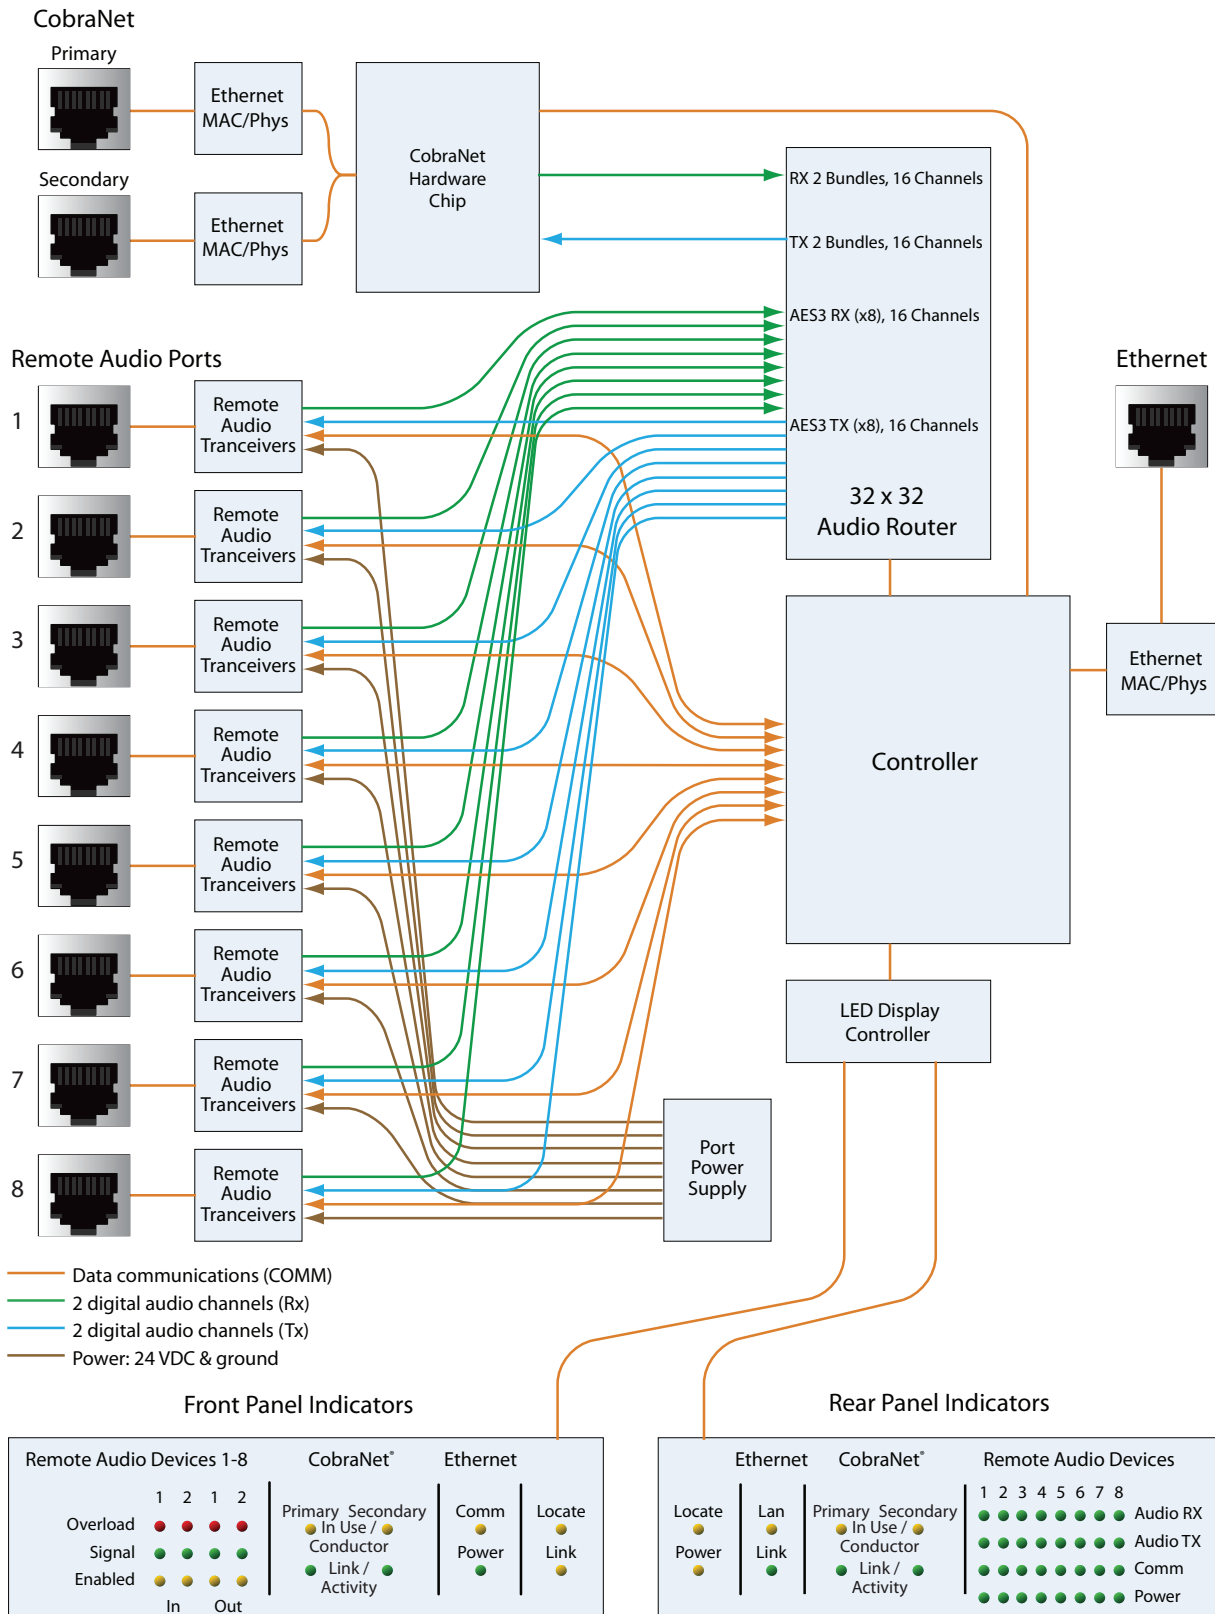 CobraNet
Primary
Ethernet
MAC/Phys
CobraNet
Hardware
Chip
Secondary
Ethernet
MAC/Phys
RX 2 Bundles, 16 Channels
TX 2 Bundles, 16 Channels
AES3 RX (x8), 16 Channels
AES3 TX (x8), 16 Channels
32 x 32
Audio Router
Remote Audio Ports
1
Remote
Audio
Tranceivers
2
Remote
Audio
Tranceivers
3
Remote
Audio
Tranceivers
4
Remote
Audio
Tranceivers
5
Remote
Audio
Tranceivers
6
Remote
Audio
Tranceivers
7
Remote
Audio
Tranceivers
8
Remote
Audio
Tranceivers
Ethernet
Ethernet
MAC/Phys
Controller
LED Display
Controller
Port
Power
Supply
Data communications (COMM)
2 digital audio channels (Rx)
2 digital audio channels (Tx)
Power: 24 VDC & ground
Front Panel Indicators
Remote Audio Devices 1-8
1 2 1 2
Overload
Signal
Enabled
In Out
CobraNet®
Primary Secondary
In Use /
Conductor
Link /
Activity
Ethernet
Comm
Power
Locate
Link
Rear Panel Indicators
Locate
Power
Ethernet
Lan
Link
CobraNet®
Primary Secondary
In Use /
Conductor
Link /
Activity
Remote Audio Devices
1 2 3 4 5 6 7 8
Audio RX
Audio TX
Comm
Power